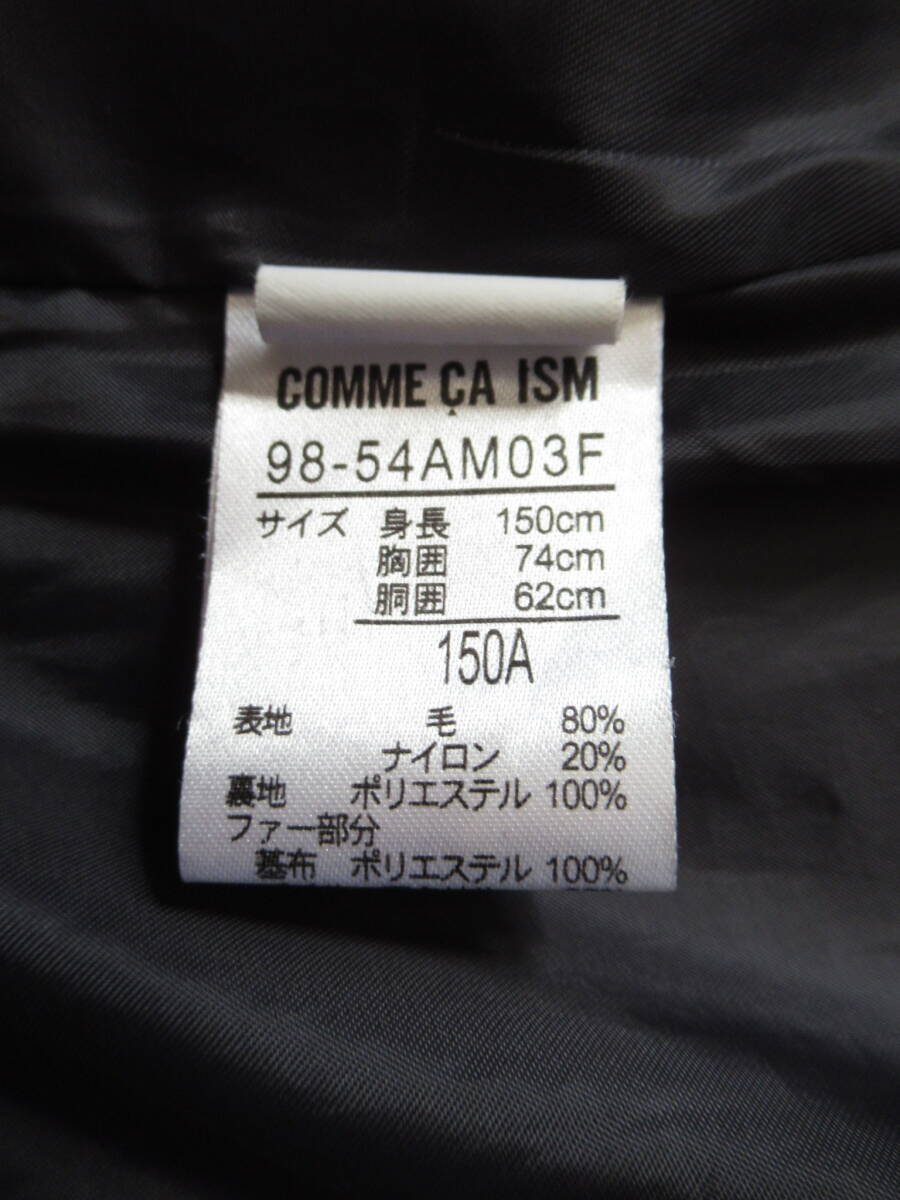 COMME ÇA ISM
98-54AM03F
サイズ 身長 150cm
胸囲 74cm
胴囲 62cm
150A
表地 毛 80%
ナイロン 20%
裏地 ポリエステル 100%
ファー部分
基布 ポリエステル 100%